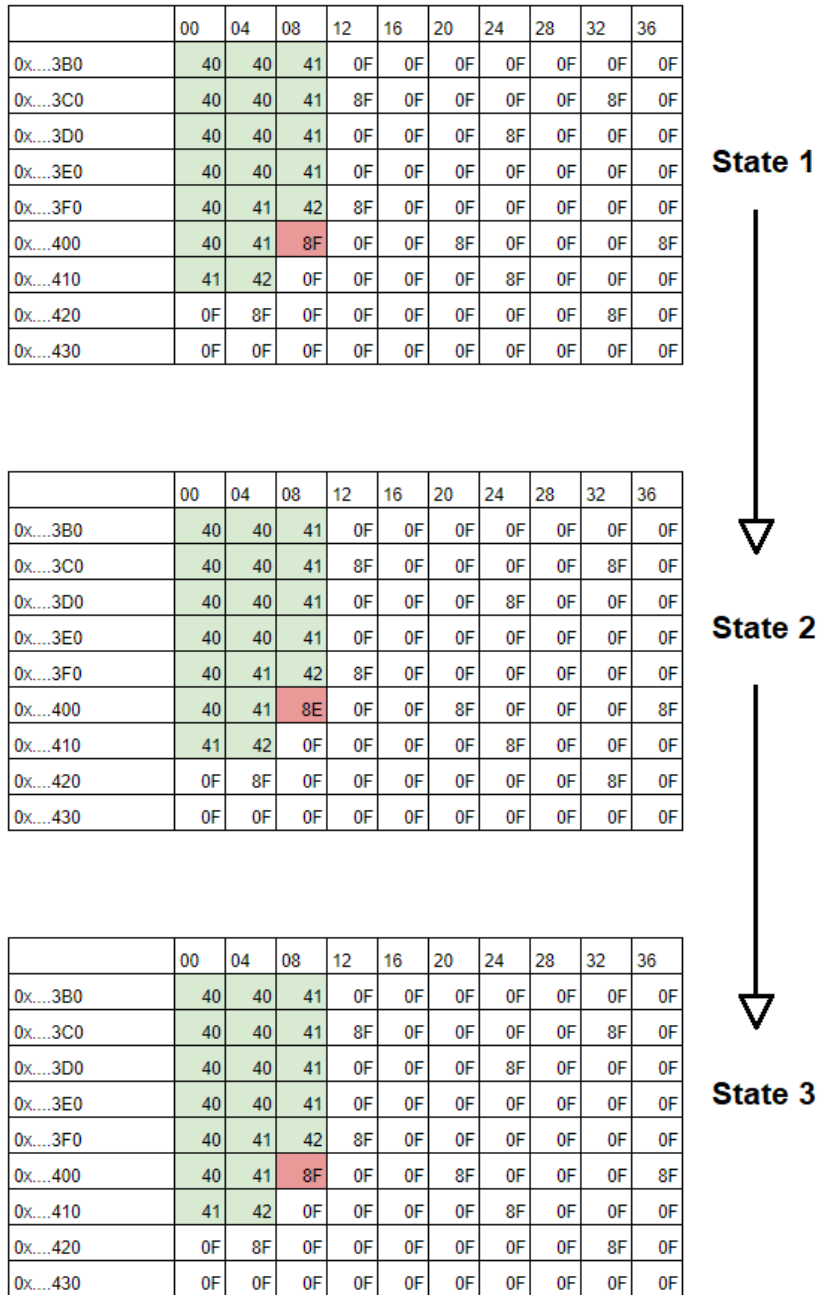 00 04 08 12 16 20 24 28 32 36
0x....3B0 40 40 41 0F 0F 0F 0F 0F 0F 0F
0x....3C0 40 40 41 8F 0F 0F 0F 0F 8F 0F
0x....3D0 40 40 41 0F 0F 0F 8F 0F 0F 0F
0x....3E0 40 40 41 0F 0F 0F 0F 0F 0F 0F
0x....3F0 40 41 42 8F 0F 0F 0F 0F 0F 0F
0x....400 40 41 8F 0F 0F 8F 0F 0F 0F 8F
0x....410 41 42 0F 0F 0F 0F 8F 0F 0F 0F
0x....420 0F 8F 0F 0F 0F 0F 0F 0F 8F 0F
0x....430 0F 0F 0F 0F 0F 0F 0F 0F 0F 0F
State 1
00 04 08 12 16 20 24 28 32 36
0x....3B0 40 40 41 0F 0F 0F 0F 0F 0F 0F
0x....3C0 40 40 41 8F 0F 0F 0F 0F 8F 0F
0x....3D0 40 40 41 0F 0F 0F 8F 0F 0F 0F
0x....3E0 40 40 41 0F 0F 0F 0F 0F 0F 0F
0x....3F0 40 41 42 8F 0F 0F 0F 0F 0F 0F
0x....400 40 41 8E 0F 0F 8F 0F 0F 0F 8F
0x....410 41 42 0F 0F 0F 0F 8F 0F 0F 0F
0x....420 0F 8F 0F 0F 0F 0F 0F 0F 8F 0F
0x....430 0F 0F 0F 0F 0F 0F 0F 0F 0F 0F
State 2
00 04 08 12 16 20 24 28 32 36
0x....3B0 40 40 41 0F 0F 0F 0F 0F 0F 0F
0x....3C0 40 40 41 8F 0F 0F 0F 0F 8F 0F
0x....3D0 40 40 41 0F 0F 0F 8F 0F 0F 0F
0x....3E0 40 40 41 0F 0F 0F 0F 0F 0F 0F
0x....3F0 40 41 42 8F 0F 0F 0F 0F 0F 0F
0x....400 40 41 8F 0F 0F 8F 0F 0F 0F 8F
0x....410 41 42 0F 0F 0F 0F 8F 0F 0F 0F
0x....420 0F 8F 0F 0F 0F 0F 0F 0F 8F 0F
0x....430 0F 0F 0F 0F 0F 0F 0F 0F 0F 0F
State 3